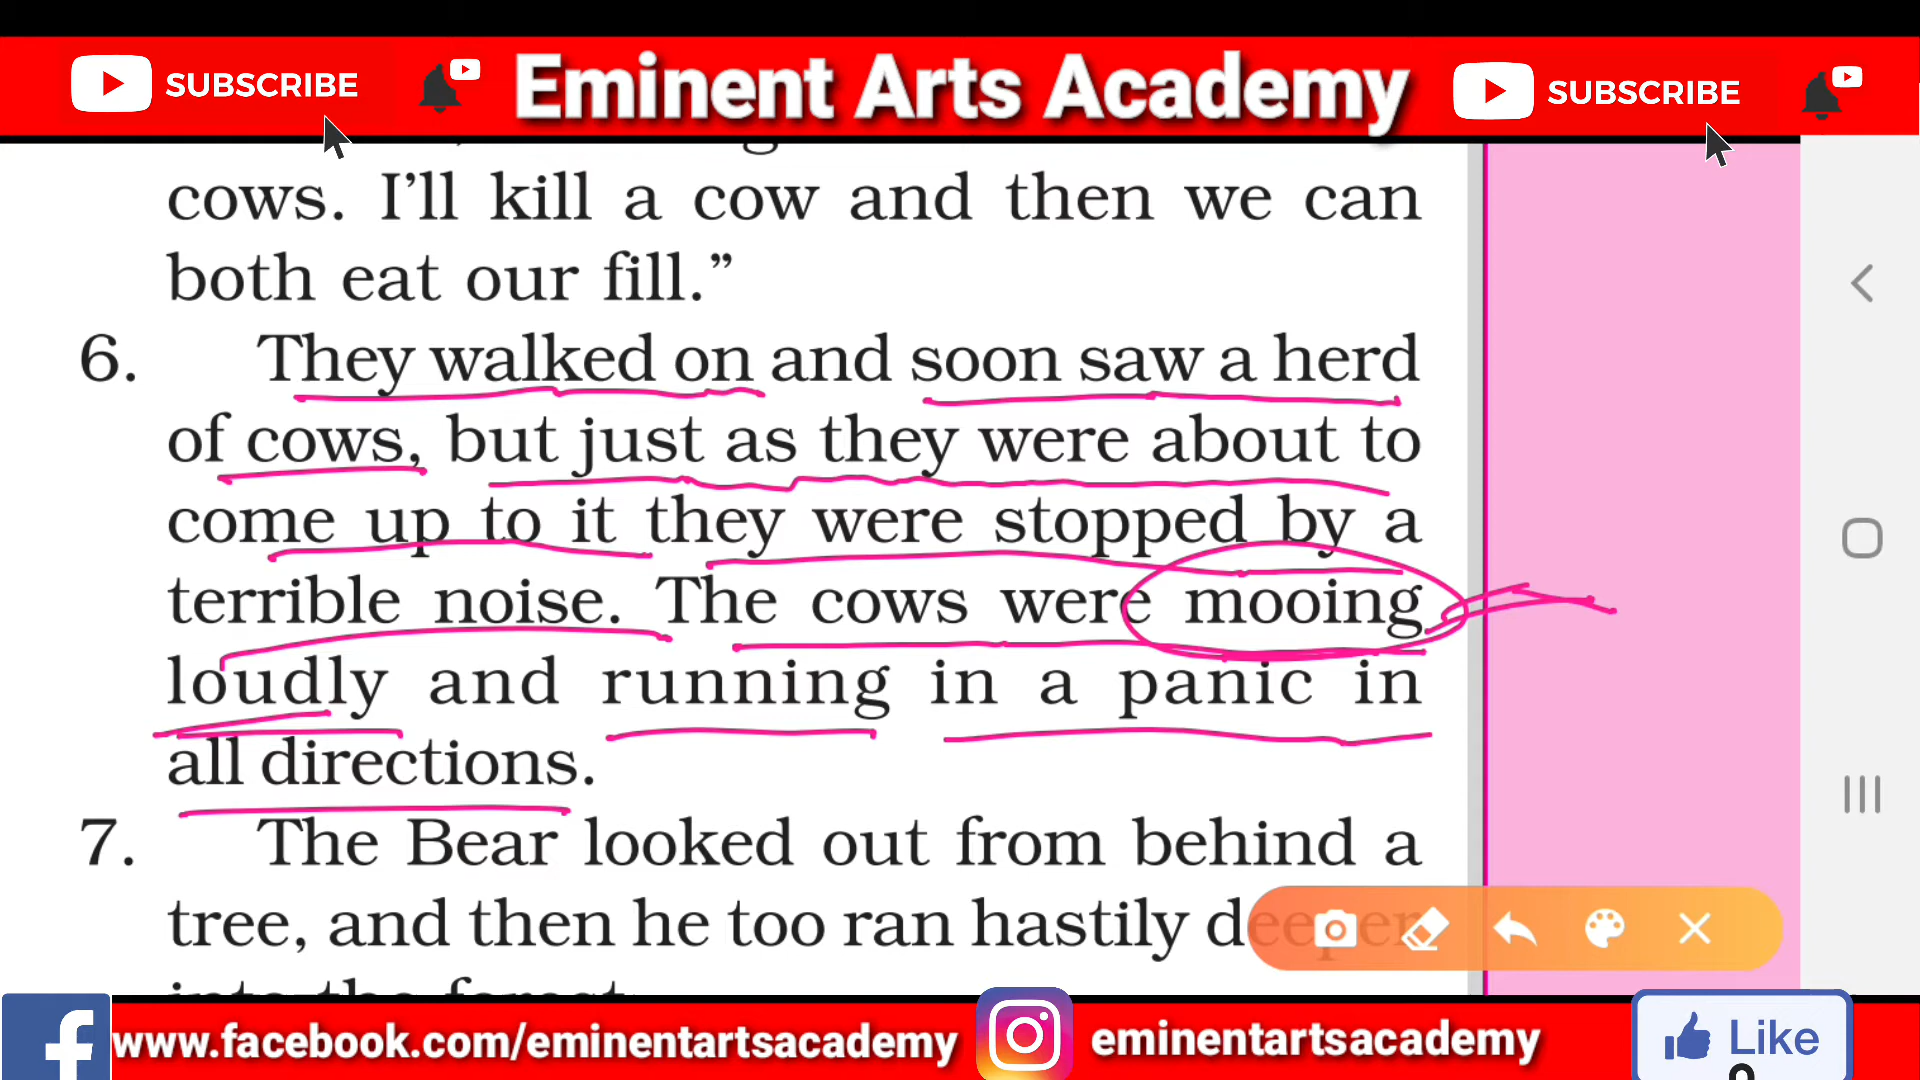 SUBSCRIBE
Eminent Arts Academy
SUBSCRIBE
cows. I’ll kill a cow and then we can
both eat our fill.”
6. They walked on and soon saw a herd
of cows, but just as they were about to
come up to it they were stopped by a
terrible noise. The cows were mooing
loudly and running in a panic in
all directions.
7. The Bear looked out from behind a
tree, and then he too ran hastily deeper
into the forest.
www.facebook.com/eminentartsacademy
eminentartsacademy
Like